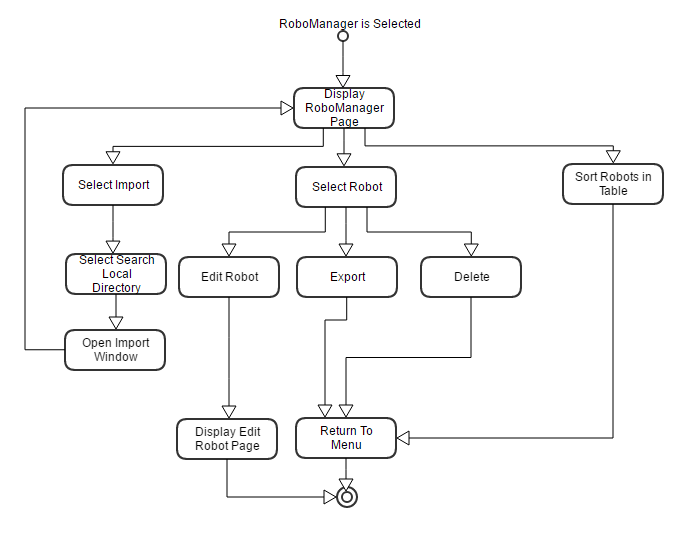 RoboManager is Selected
Display
RoboManager
Page
Select Import
Select Robot
Sort Robots in
Table
Select Search
Local
Directory
Edit Robot
Export
Delete
Open Import
Window
Display Edit
Robot Page
Return To
Menu